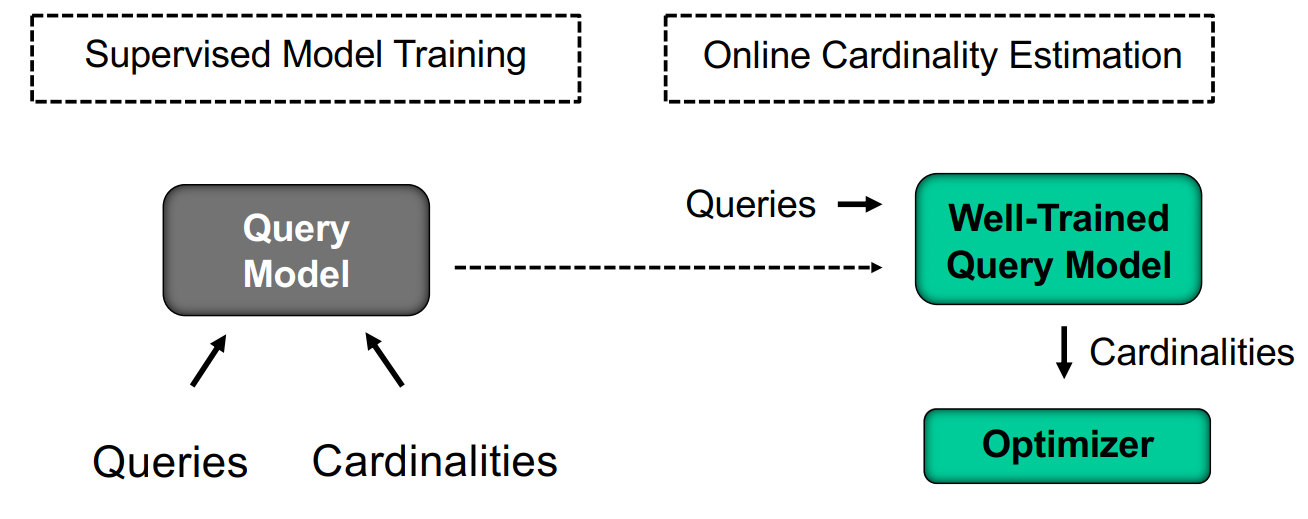 Supervised Model Training
Online Cardinality Estimation
Query
Model
Queries
Cardinalities
Queries
Well-Trained
Query Model
Cardinalities
Optimizer